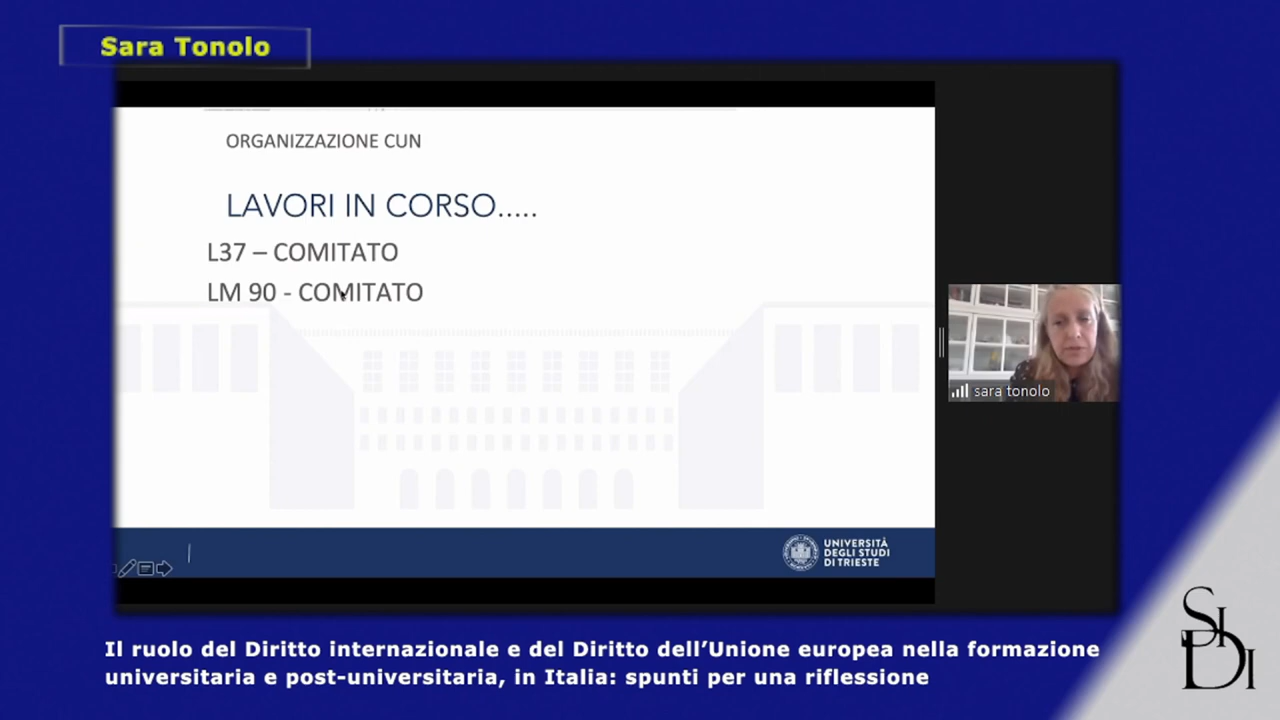 Sara Tonolo
ORGANIZZAZIONE CUN
LAVORI IN CORSO.....
L37 – COMITATO
LM 90 - COMITATO
sara tonolo
UNIVERSITÀ
DEGLI STUDI
DI TRIESTE
Il ruolo del Diritto internazionale e del Diritto dell’Unione europea nella formazione
universitaria e post-universitaria, in Italia: spunti per una riflessione
SIDI